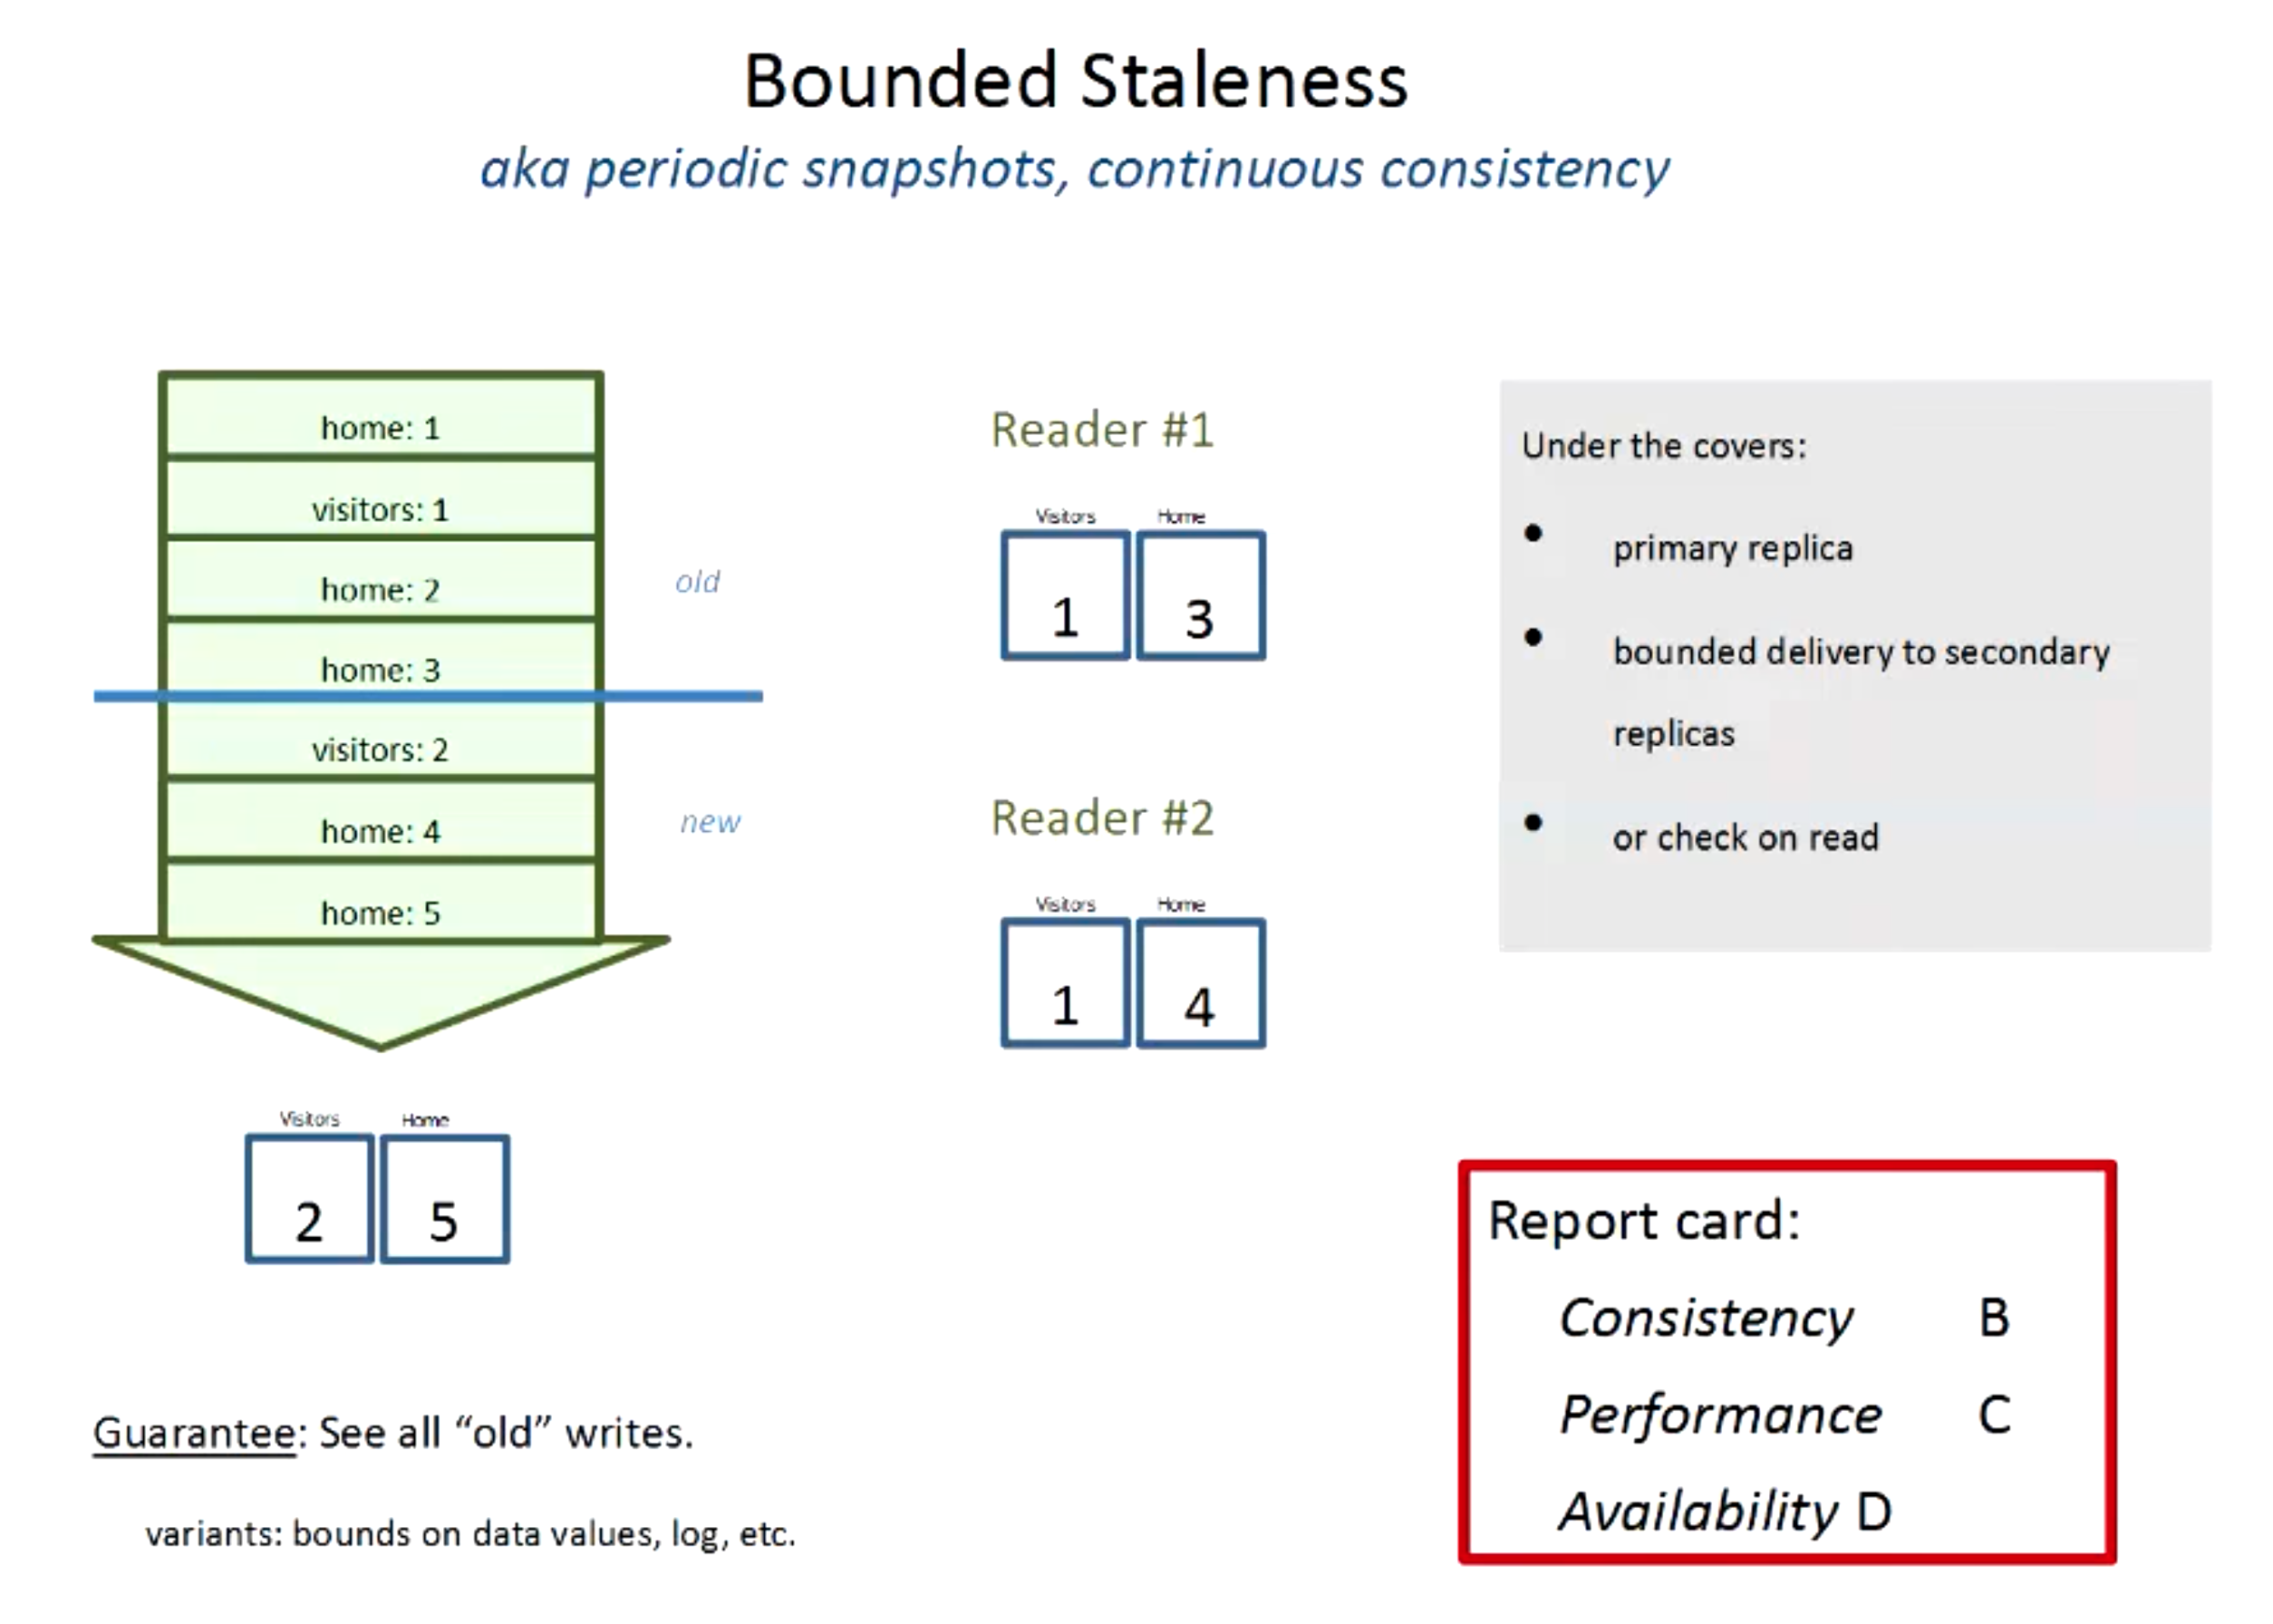 Bounded Staleness
aka periodic snapshots, continuous consistency
home: 1
visitors: 1
home: 2
home: 3
visitors: 2
home: 4
home: 5
old
new
Visitors Home
2 5
Guarantee: See all “old” writes.
variants: bounds on data values, log, etc.
Reader #1
Visitors Home
1 3
Reader #2
Visitors Home
1 4
Under the covers:
• primary replica
• bounded delivery to secondary
replicas
• or check on read
Report card:
Consistency B
Performance C
Availability D